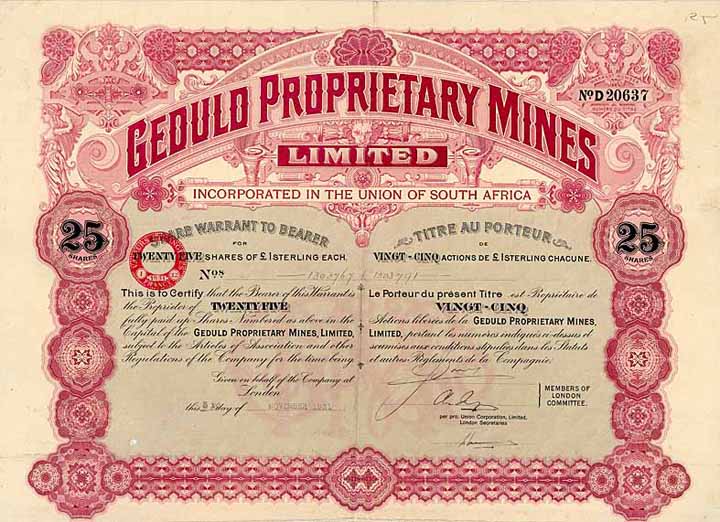 No D 20637
GEDULD PROPRIETARY MINES
LIMITED
INCORPORATED IN THE UNION OF SOUTH AFRICA
25
SHARES
25
SHARES
SHARE WARRANT TO BEARER
FOR
TWENTY FIVE SHARES OF £1 STERLING EACH.
TITRE AU PORTEUR
DE
VINGT-CINQ ACTIONS DE £1 STERLING CHACUNE.
Nos 1303767 to 1303791
This is to Certify that the Bearer of this Warrant is
the Proprietor of TWENTY FIVE
fully paid up Shares Numbered as above in the
Capital of the GEDULD PROPRIETARY MINES, LIMITED,
subject to the Articles of Association and other
Regulations of the Company for the time being
Given on behalf of the Company at
London
this day of NOVEMBER 1931
Le Porteur du présent Titre est Propriétaire de
VINGT-CINQ
Actions libérées de la GEDULD PROPRIETARY MINES,
LIMITED, portant les numéros indiqués ci-dessus et
soumises aux conditions stipulées dans les Statuts
et autres Règlements de la Compagnie.
MEMBERS OF
LONDON
COMMITTEE.
per pro. Union Corporation, Limited,
London Secretaries